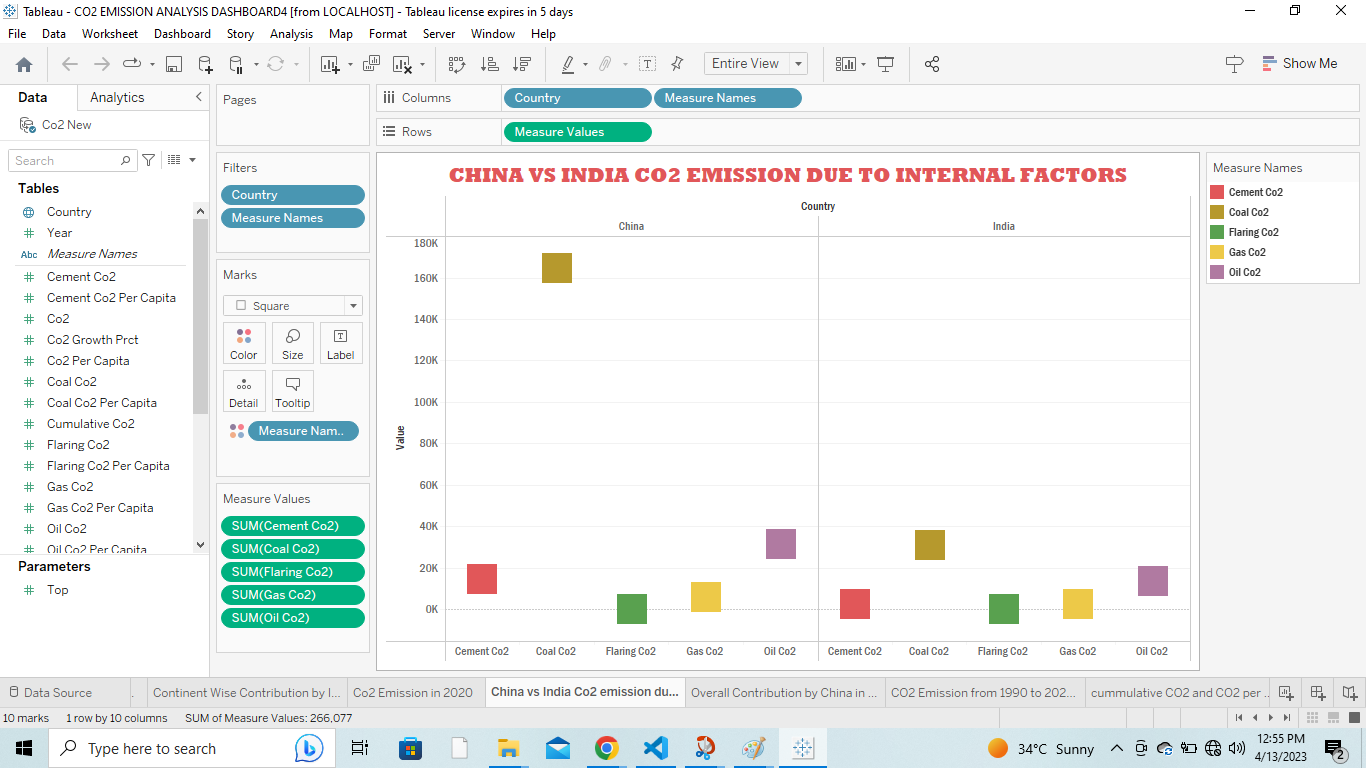 Tableau - CO2 EMISSION ANALYSIS DASHBOARD4 [from LOCALHOST] - Tableau license expires in 5 days
File Data Worksheet Dashboard Story Analysis Map Format Server Window Help
Entire View
Show Me
Data
Analytics
Co2 New
Search
Tables
Country
Year
Abc Measure Names
Cement Co2
Cement Co2 Per Capita
Co2
Co2 Growth Prct
Co2 Per Capita
Coal Co2
Coal Co2 Per Capita
Cumulative Co2
Flaring Co2
Flaring Co2 Per Capita
Gas Co2
Gas Co2 Per Capita
Oil Co2
Oil Co2 Per Capita
Parameters
Top
Pages
Filters
Country
Measure Names
Marks
Square
Color Size Label
Detail Tooltip
Measure Nam..
Measure Values
SUM(Cement Co2)
SUM(Coal Co2)
SUM(Flaring Co2)
SUM(Gas Co2)
SUM(Oil Co2)
Columns Country Measure Names
Rows Measure Values
CHINA VS INDIA CO2 EMISSION DUE TO INTERNAL FACTORS
Country
China India
Value
180K
160K
140K
120K
100K
80K
60K
40K
20K
0K
Cement Co2 Coal Co2 Flaring Co2 Gas Co2 Oil Co2 Cement Co2 Coal Co2 Flaring Co2 Gas Co2 Oil Co2
Measure Names
Cement Co2
Coal Co2
Flaring Co2
Gas Co2
Oil Co2
Data Source . Continent Wise Contribution by I... Co2 Emission in 2020 China vs India Co2 emission du... Overall Contribution by China in ... CO2 Emission from 1990 to 202... cummulative CO2 and CO2 per ...
10 marks 1 row by 10 columns SUM of Measure Values: 266,077
Type here to search
34°C Sunny
12:55 PM
4/13/2023
2